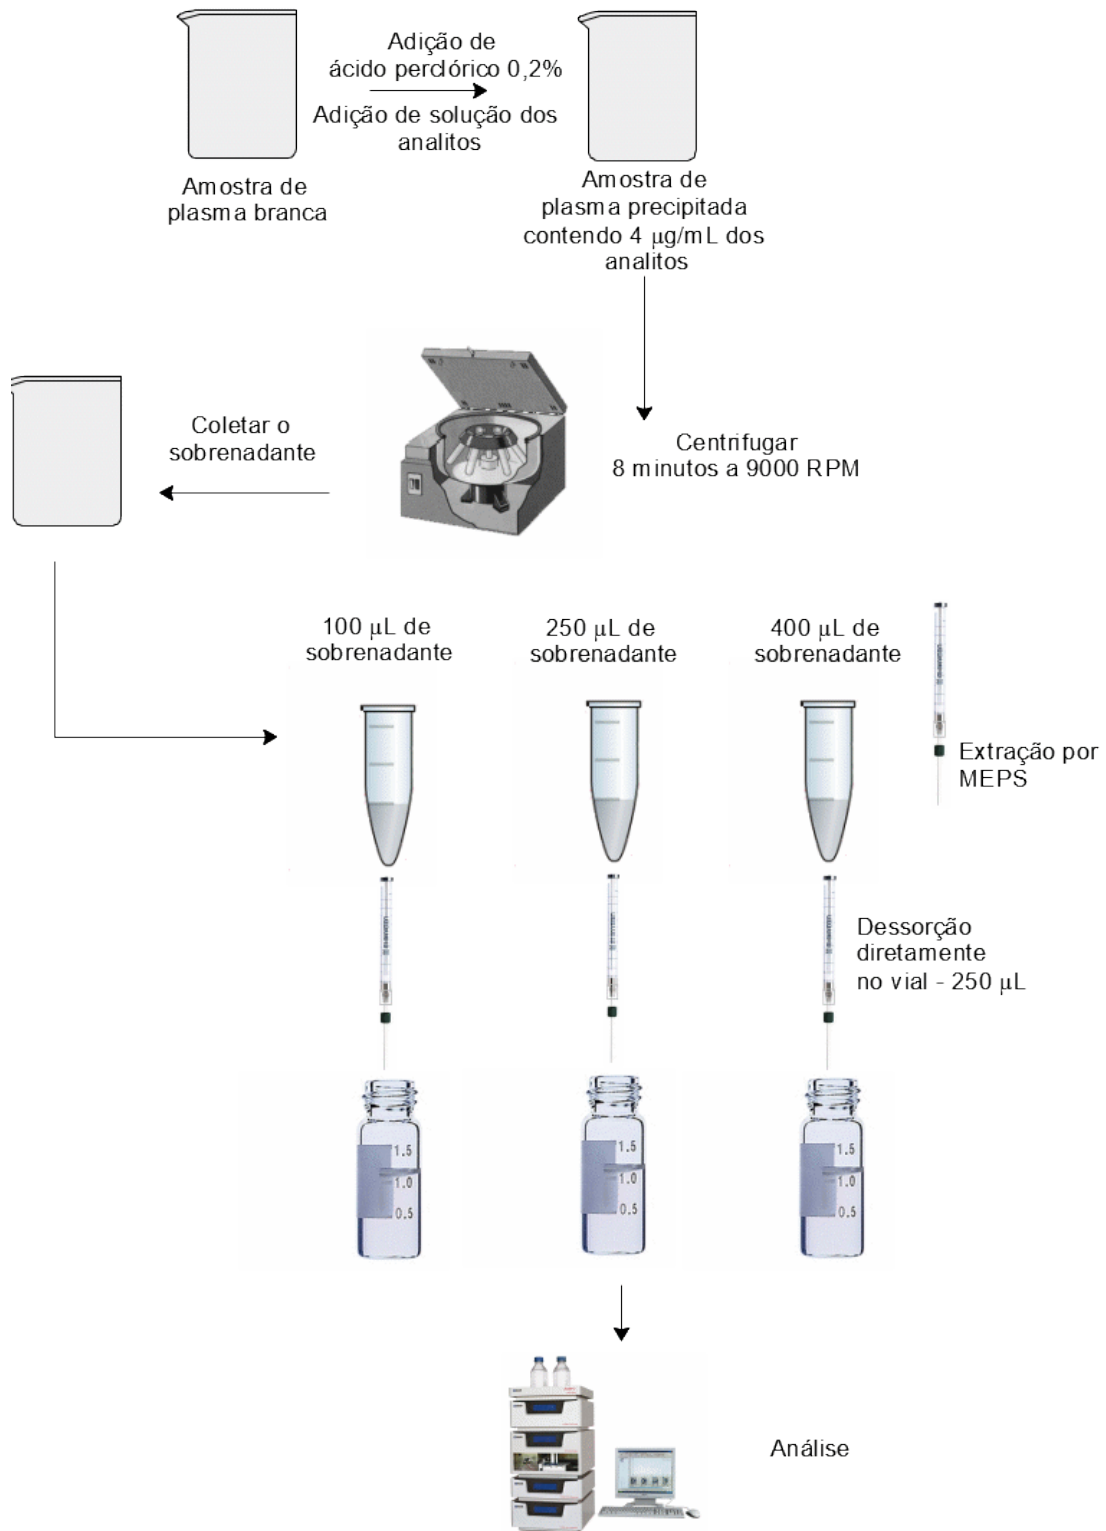 Adição de
ácido perclórico 0,2%
Adição de solução dos
analitos
Amostra de
plasma branca
Amostra de
plasma precipitada
contendo 4 μg/mL dos
analitos
Coletar o
sobrenadante
Centrifugar
8 minutos a 9000 RPM
100 μL de
sobrenadante
250 μL de
sobrenadante
400 μL de
sobrenadante
Extração por
MEPS
Dessorção
diretamente
no vial - 250 μL
1.5
1.0
0.5
1.5
1.0
0.5
1.5
1.0
0.5
Análise